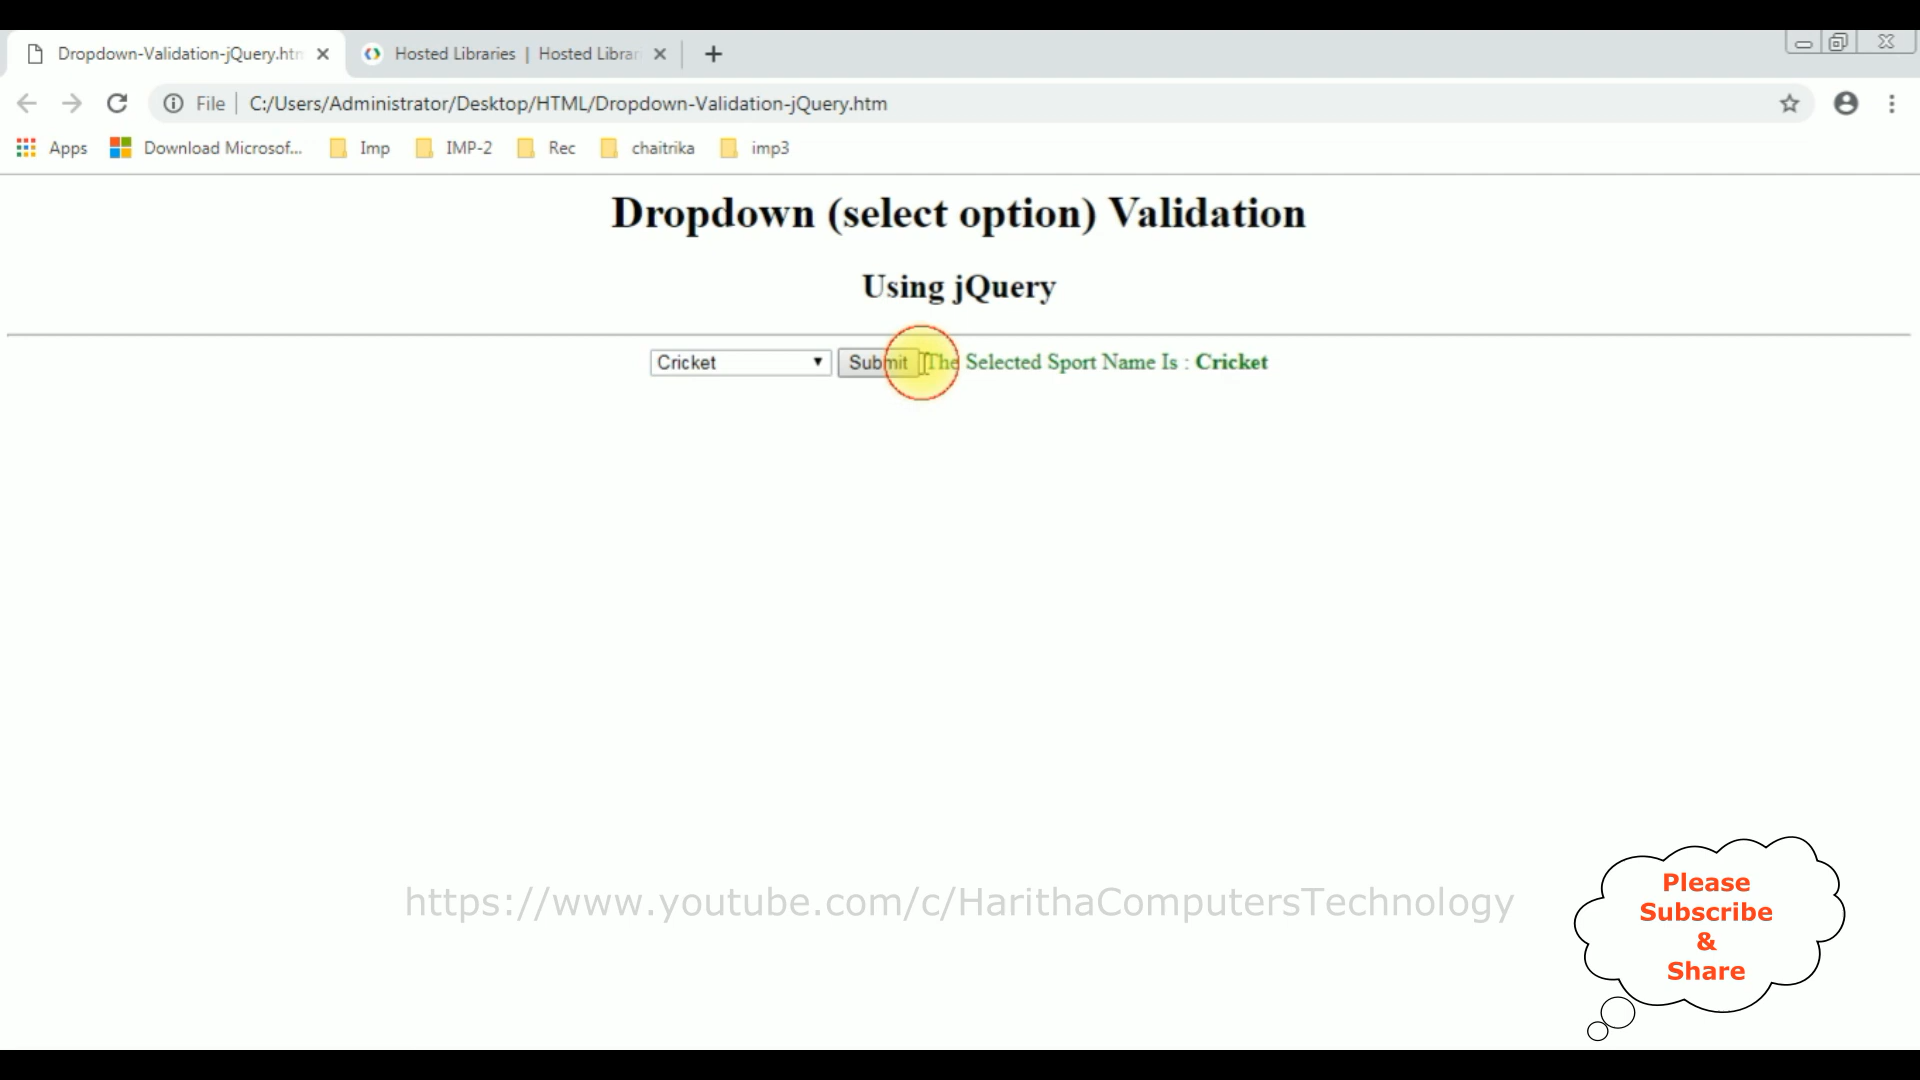 Dropdown-Validation-jQuery.htm
Hosted Libraries | Hosted Librar
File
C:/Users/Administrator/Desktop/HTML/Dropdown-Validation-jQuery.htm
Apps
Download Microsof...
Imp
IMP-2
Rec
chaitrika
imp3
Dropdown (select option) Validation
Using jQuery
Cricket
Submit
The Selected Sport Name Is : Cricket
https://www.youtube.com/c/HarithaComputersTechnology
Please
Subscribe
&
Share